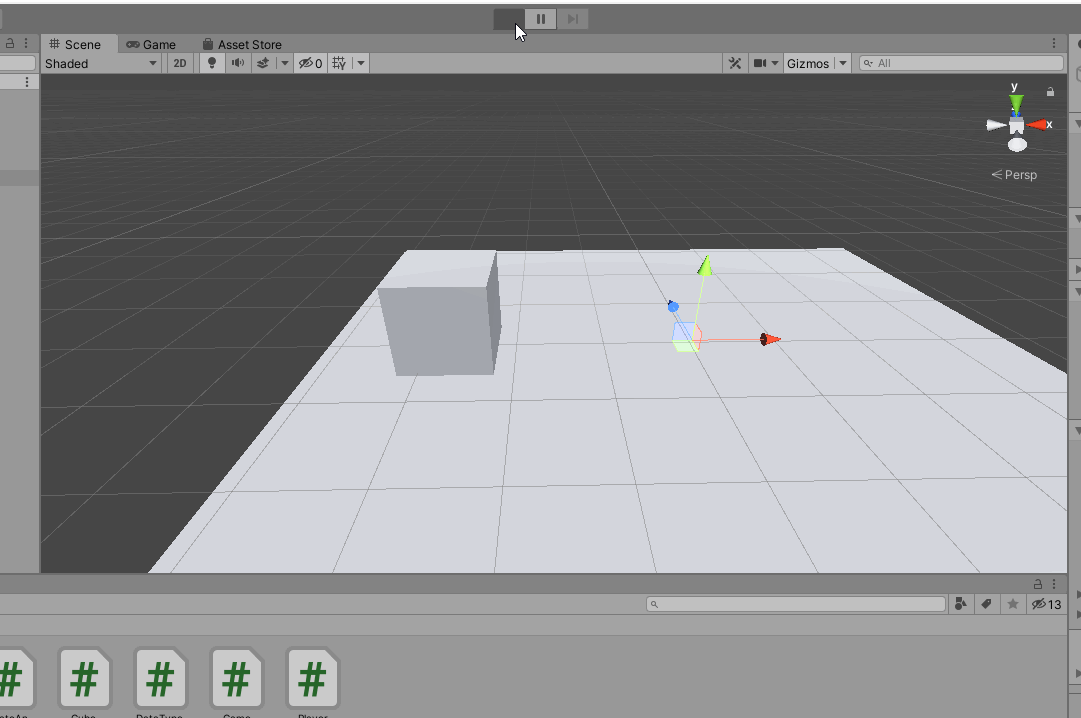 Scene
Game
Asset Store
Shaded
2D
0
Gizmos
All
y
x
Persp
13
Cube
DataType
Game
Player